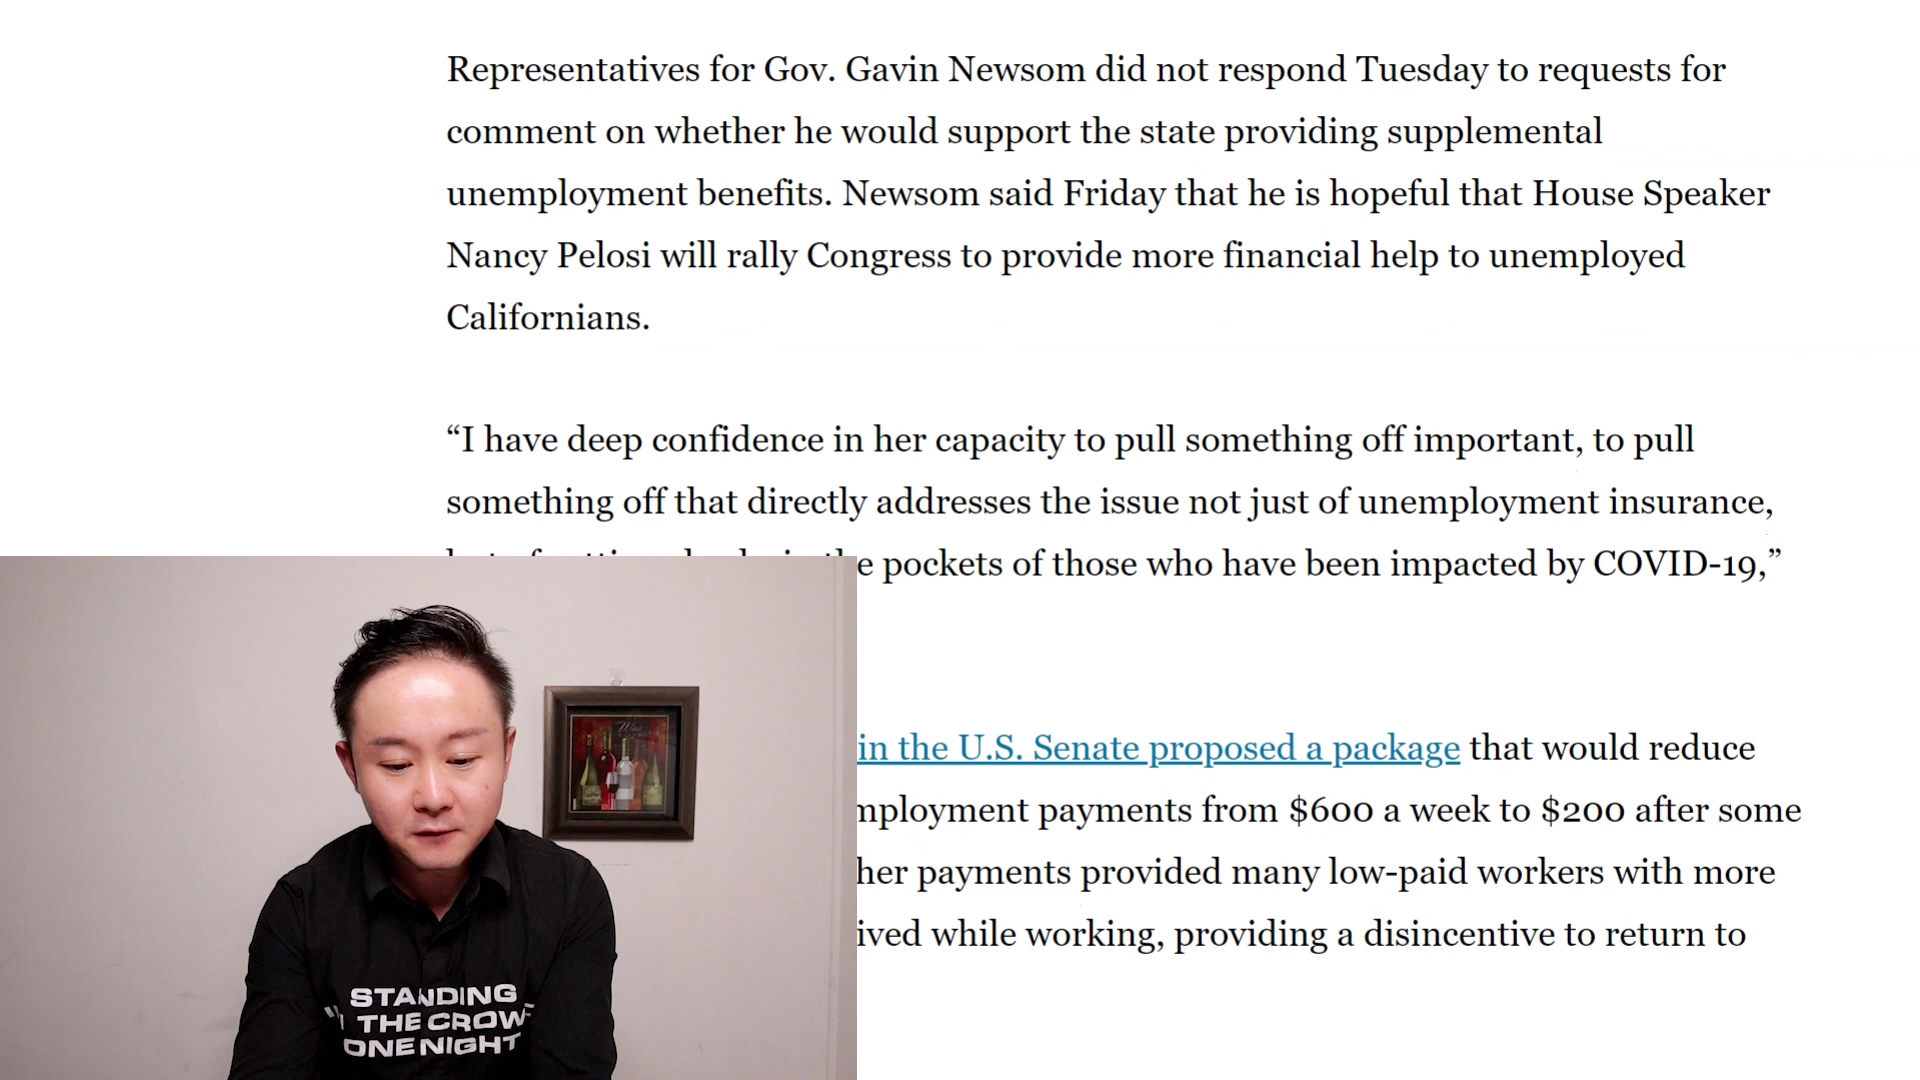 Representatives for Gov. Gavin Newsom did not respond Tuesday to requests for
comment on whether he would support the state providing supplemental
unemployment benefits. Newsom said Friday that he is hopeful that House Speaker
Nancy Pelosi will rally Congress to provide more financial help to unemployed
Californians.
“I have deep confidence in her capacity to pull something off important, to pull
something off that directly addresses the issue not just of unemployment insurance,
pockets of those who have been impacted by COVID-19,”
in the U.S. Senate proposed a package that would reduce
payments from $600 a week to $200 after some
payments provided many low-paid workers with more
while working, providing a disincentive to return to
STANDING
THE CROW
ONE NIGHT